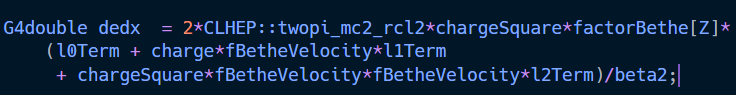 G4double dedx  = 2*CLHEP::twopi_mc2_rcl2*chargeSquare*factorBethe[Z]*
(l0Term + charge*fBetheVelocity*l1Term
+ chargeSquare*fBetheVelocity*fBetheVelocity*l2Term)/beta2;